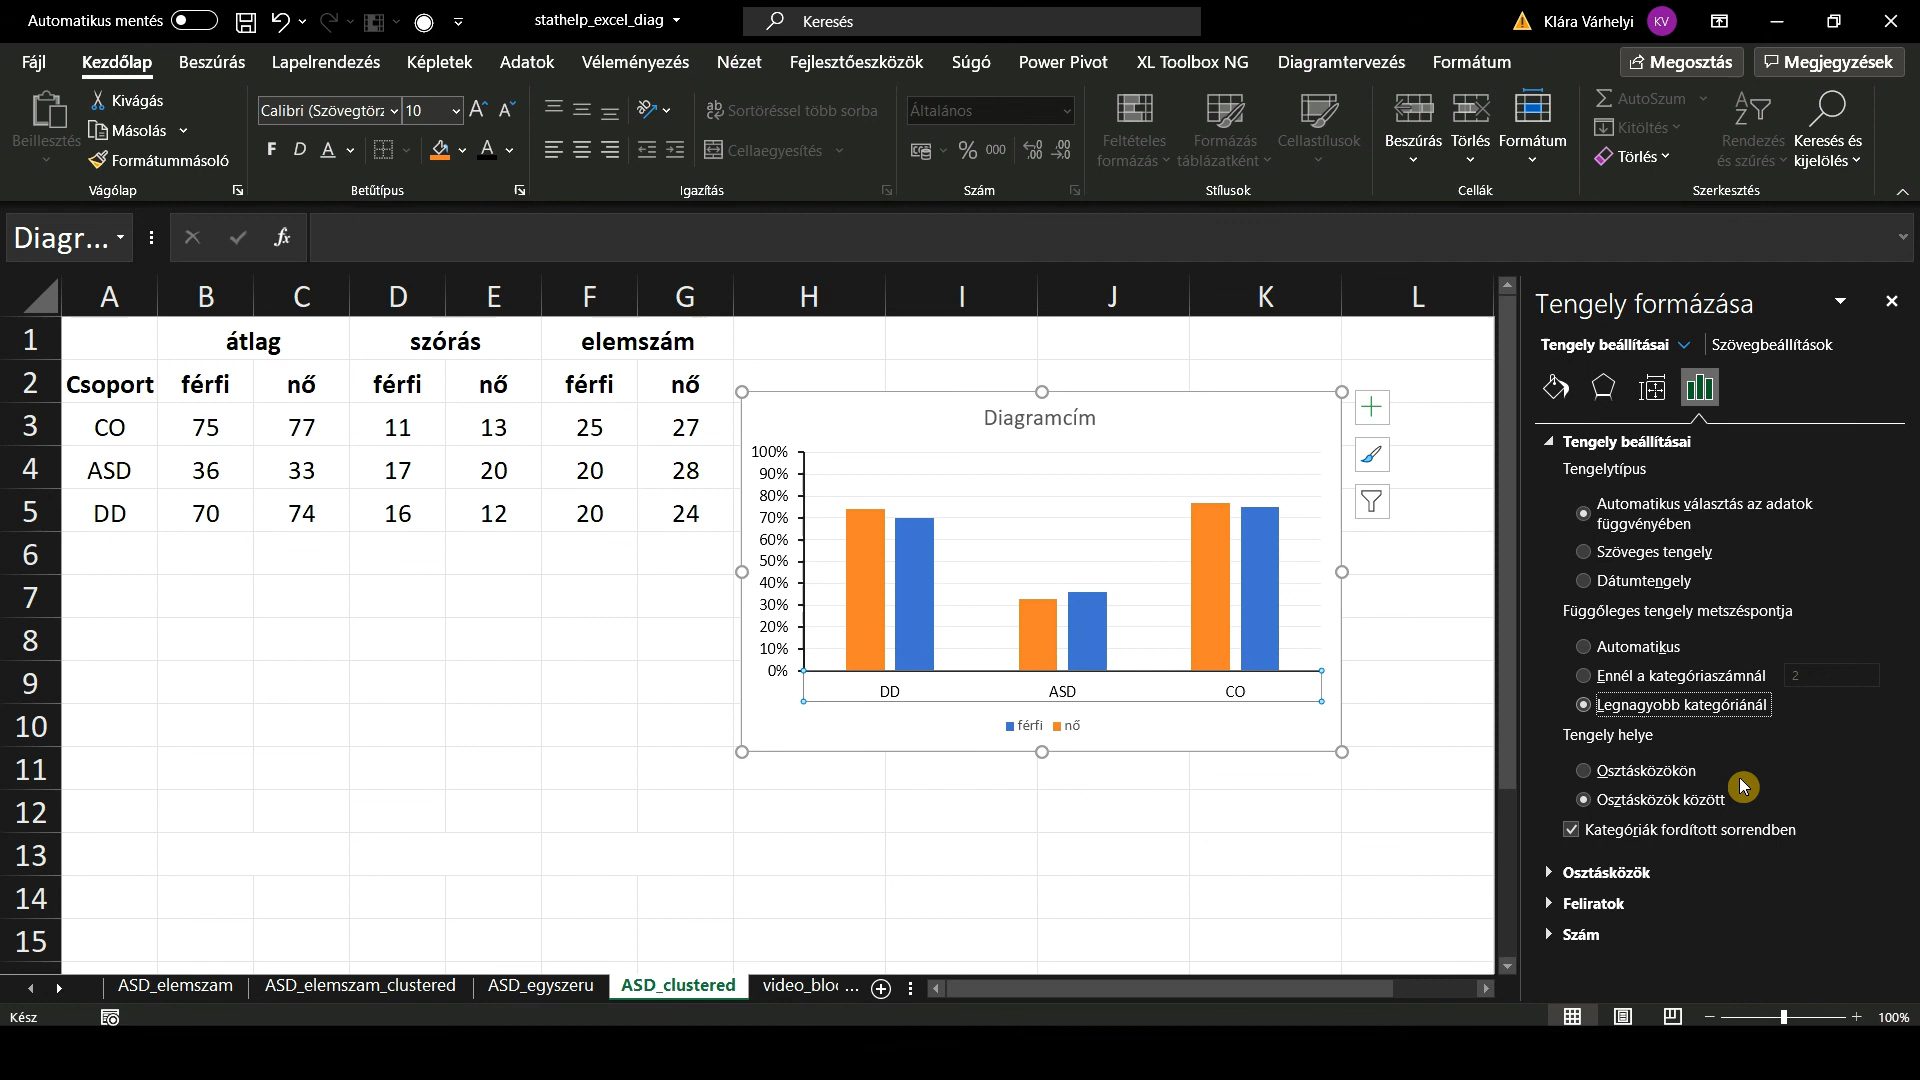 Automatikus mentés
stathelp_excel_diag
Keresés
Klára Várhelyi
KV
Fájl Kezdőlap Beszúrás Lapelrendezés Képletek Adatok Véleményezés Nézet Fejlesztőeszközök Súgó Power Pivot XL Toolbox NG Diagramtervezés Formátum Megosztás Megjegyzések
Beillesztés
Kivágás
Másolás
Formátummásoló
Vágólap
Calibri (Szövegtörz 10
F D A
Betűtípus
Sortöréssel több sorba
Cellaegyesítés
Igazítás
Általános
% 000
Szám
Feltételes formázás
Formázás táblázatként
Cellastílusok
Stílusok
Beszúrás Törlés Formátum
Cellák
AutoSzum
Kitöltés
Törlés
Rendezés és szűrés
Keresés és kijelölés
Szerkesztés
Diagr...
fx
A B C D E F G H I J K L
1 átlag szórás elemszám
2 Csoport férfi nő férfi nő férfi nő
3 CO 75 77 11 13 25 27
4 ASD 36 33 17 20 20 28
5 DD 70 74 16 12 20 24
6
7
8
9
10
11
12
13
14
15
Diagramcím
100%
90%
80%
70%
60%
50%
40%
30%
20%
10%
0%
DD ASD CO
férfi nő
Tengely formázása
Tengely beállításai Szövegbeállítások
Tengely beállításai
Tengelytípus
Automatikus választás az adatok
függvényében
Szöveges tengely
Dátumtengely
Függőleges tengely metszéspontja
Automatikus
Ennél a kategóriaszámnál 2
Legnagyobb kategóriánál
Tengely helye
Osztásközökön
Osztásközök között
Kategóriák fordított sorrendben
Osztásközök
Feliratok
Szám
ASD_elemszam ASD_elemszam_clustered ASD_egyszeru ASD_clustered video_bloc ...
Kész
100%